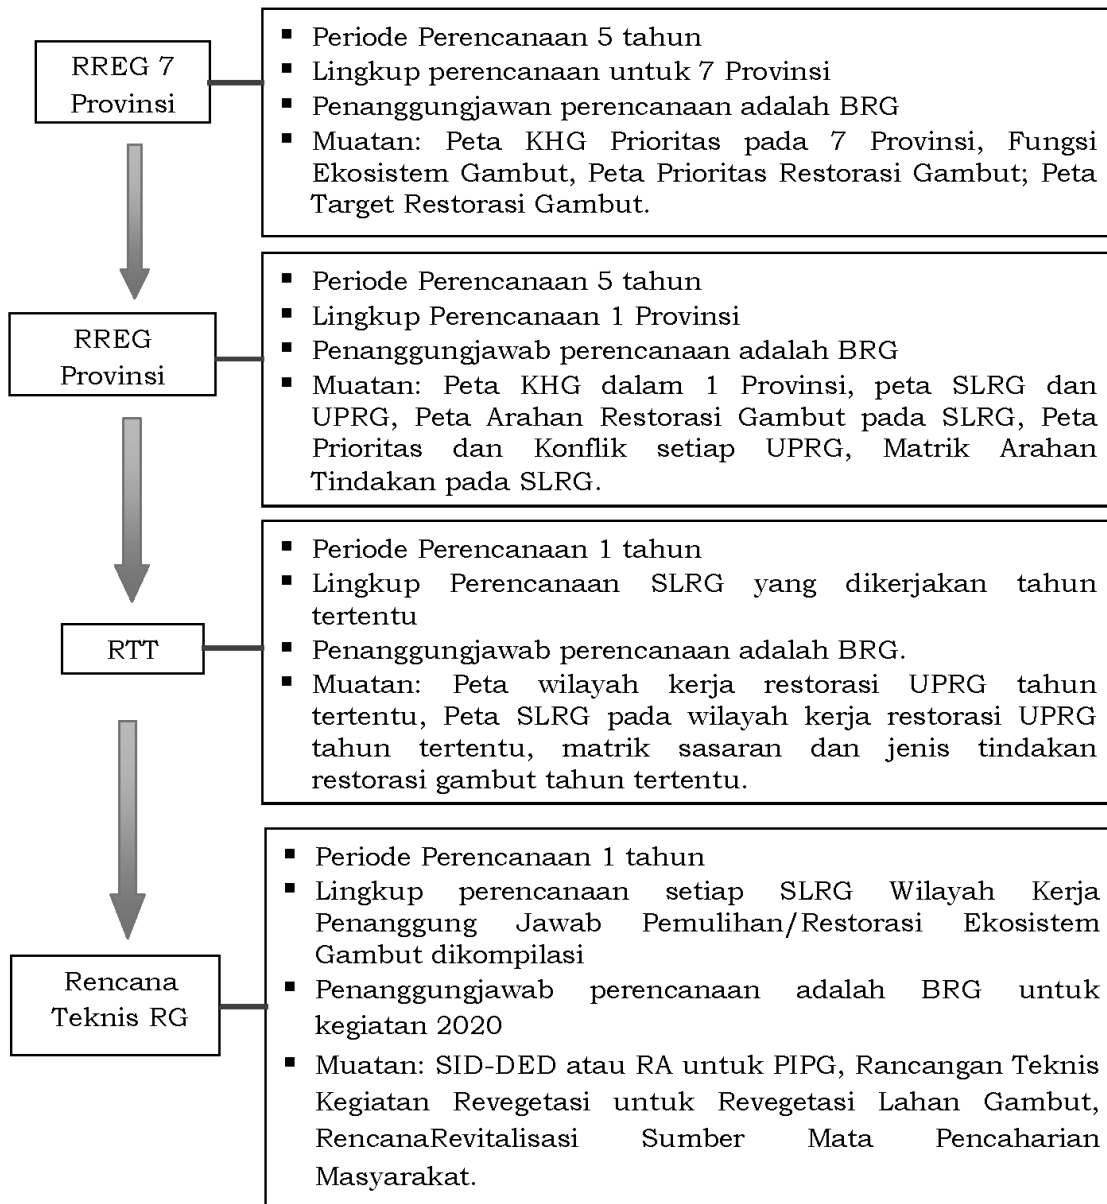 RREG 7
Provinsi
▪ Periode Perencanaan 5 tahun
▪ Lingkup perencanaan untuk 7 Provinsi
▪ Penanggungjawan perencanaan adalah BRG
▪ Muatan: Peta KHG Prioritas pada 7 Provinsi, Fungsi
Ekosistem Gambut, Peta Prioritas Restorasi Gambut; Peta
Target Restorasi Gambut.
RREG
Provinsi
▪ Periode Perencanaan 5 tahun
▪ Lingkup Perencanaan 1 Provinsi
▪ Penanggungjawab perencanaan adalah BRG
▪ Muatan: Peta KHG dalam 1 Provinsi, peta SLRG dan
UPRG, Peta Arahan Restorasi Gambut pada SLRG, Peta
Prioritas dan Konflik setiap UPRG, Matrik Arahan
Tindakan pada SLRG.
RTT
▪ Periode Perencanaan 1 tahun
▪ Lingkup Perencanaan SLRG yang dikerjakan tahun
tertentu
▪ Penanggungjawab perencanaan adalah BRG.
▪ Muatan: Peta wilayah kerja restorasi UPRG tahun
tertentu, Peta SLRG pada wilayah kerja restorasi UPRG
tahun tertentu, matrik sasaran dan jenis tindakan
restorasi gambut tahun tertentu.
Rencana
Teknis RG
▪ Periode Perencanaan 1 tahun
▪ Lingkup perencanaan setiap SLRG Wilayah Kerja
Penanggung Jawab Pemulihan/Restorasi Ekosistem
Gambut dikompilasi
▪ Penanggungjawab perencanaan adalah BRG untuk
kegiatan 2020
▪ Muatan: SID-DED atau RA untuk PIPG, Rancangan Teknis
Kegiatan Revegetasi untuk Revegetasi Lahan Gambut,
RencanaRevitalisasi Sumber Mata Pencaharian
Masyarakat.